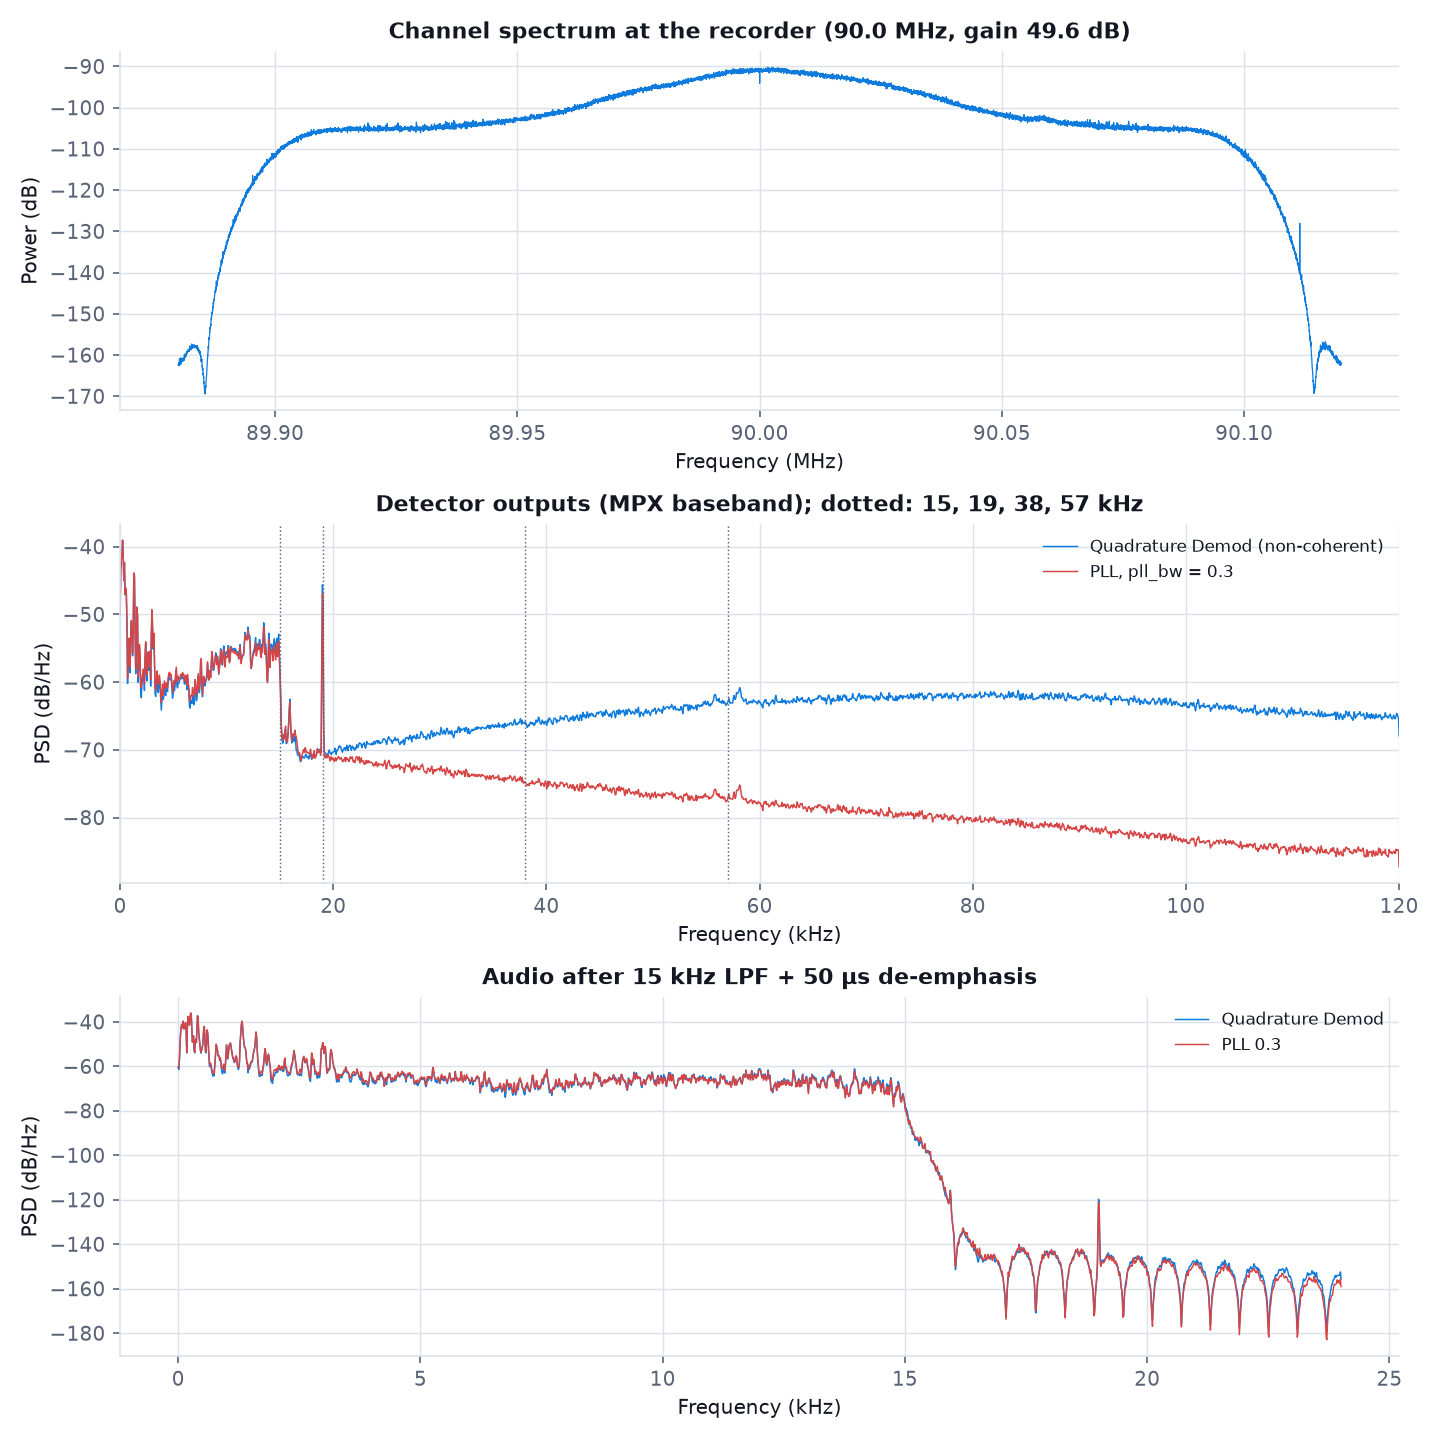 Channel spectrum at the recorder (90.0 MHz, gain 49.6 dB)
Power (dB)
−90
−100
−110
−120
−130
−140
−150
−160
−170
89.90 89.95 90.00 90.05 90.10
Frequency (MHz)
Detector outputs (MPX baseband); dotted: 15, 19, 38, 57 kHz
Quadrature Demod (non-coherent)
PLL, pll_bw = 0.3
PSD (dB/Hz)
−40
−50
−60
−70
−80
0 20 40 60 80 100 120
Frequency (kHz)
Audio after 15 kHz LPF + 50 µs de-emphasis
Quadrature Demod
PLL 0.3
PSD (dB/Hz)
−40
−60
−80
−100
−120
−140
−160
−180
0 5 10 15 20 25
Frequency (kHz)